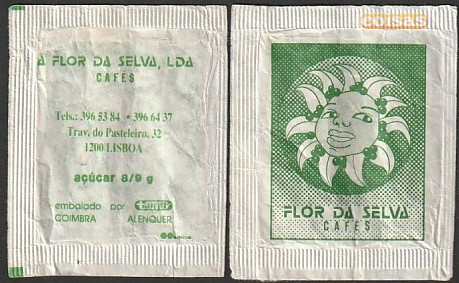 A FLOR DA SELVA, LDA
CAFÉS
Tels.: 396 53 84 • 396 64 37
Trav. do Pasteleiro, 32
1200 LISBOA
açúcar 8/9 g
embalado por
COIMBRA ALENQUER
coisas
FLOR DA SELVA
CAFÉS